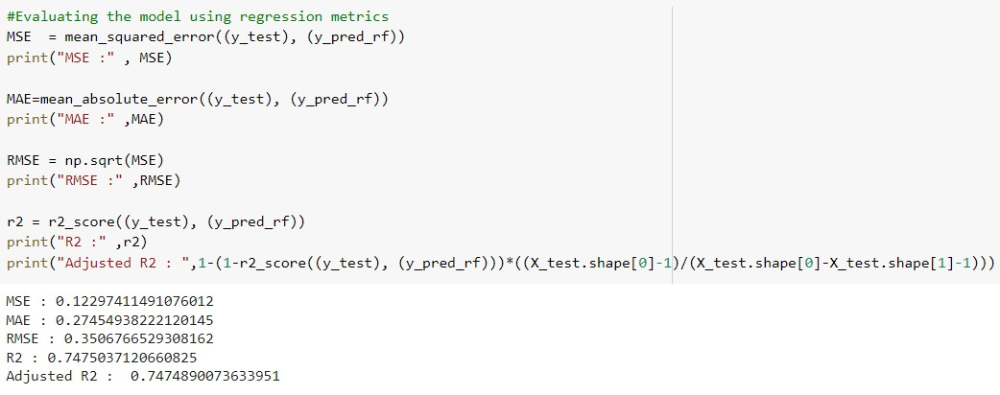 #Evaluating the model using regression metrics
MSE  = mean_squared_error((y_test), (y_pred_rf))
print("MSE :" , MSE)
MAE=mean_absolute_error((y_test), (y_pred_rf))
print("MAE :" ,MAE)
RMSE = np.sqrt(MSE)
print("RMSE :" ,RMSE)
r2 = r2_score((y_test), (y_pred_rf))
print("R2 :" ,r2)
print("Adjusted R2 : ",1-(1-r2_score((y_test), (y_pred_rf)))*((X_test.shape[0]-1)/(X_test.shape[0]-X_test.shape[1]-1)))
MSE : 0.12297411491076012
MAE : 0.27454938222120145
RMSE : 0.3506766529308162
R2 : 0.7475037120660825
Adjusted R2 :  0.7474890073633951